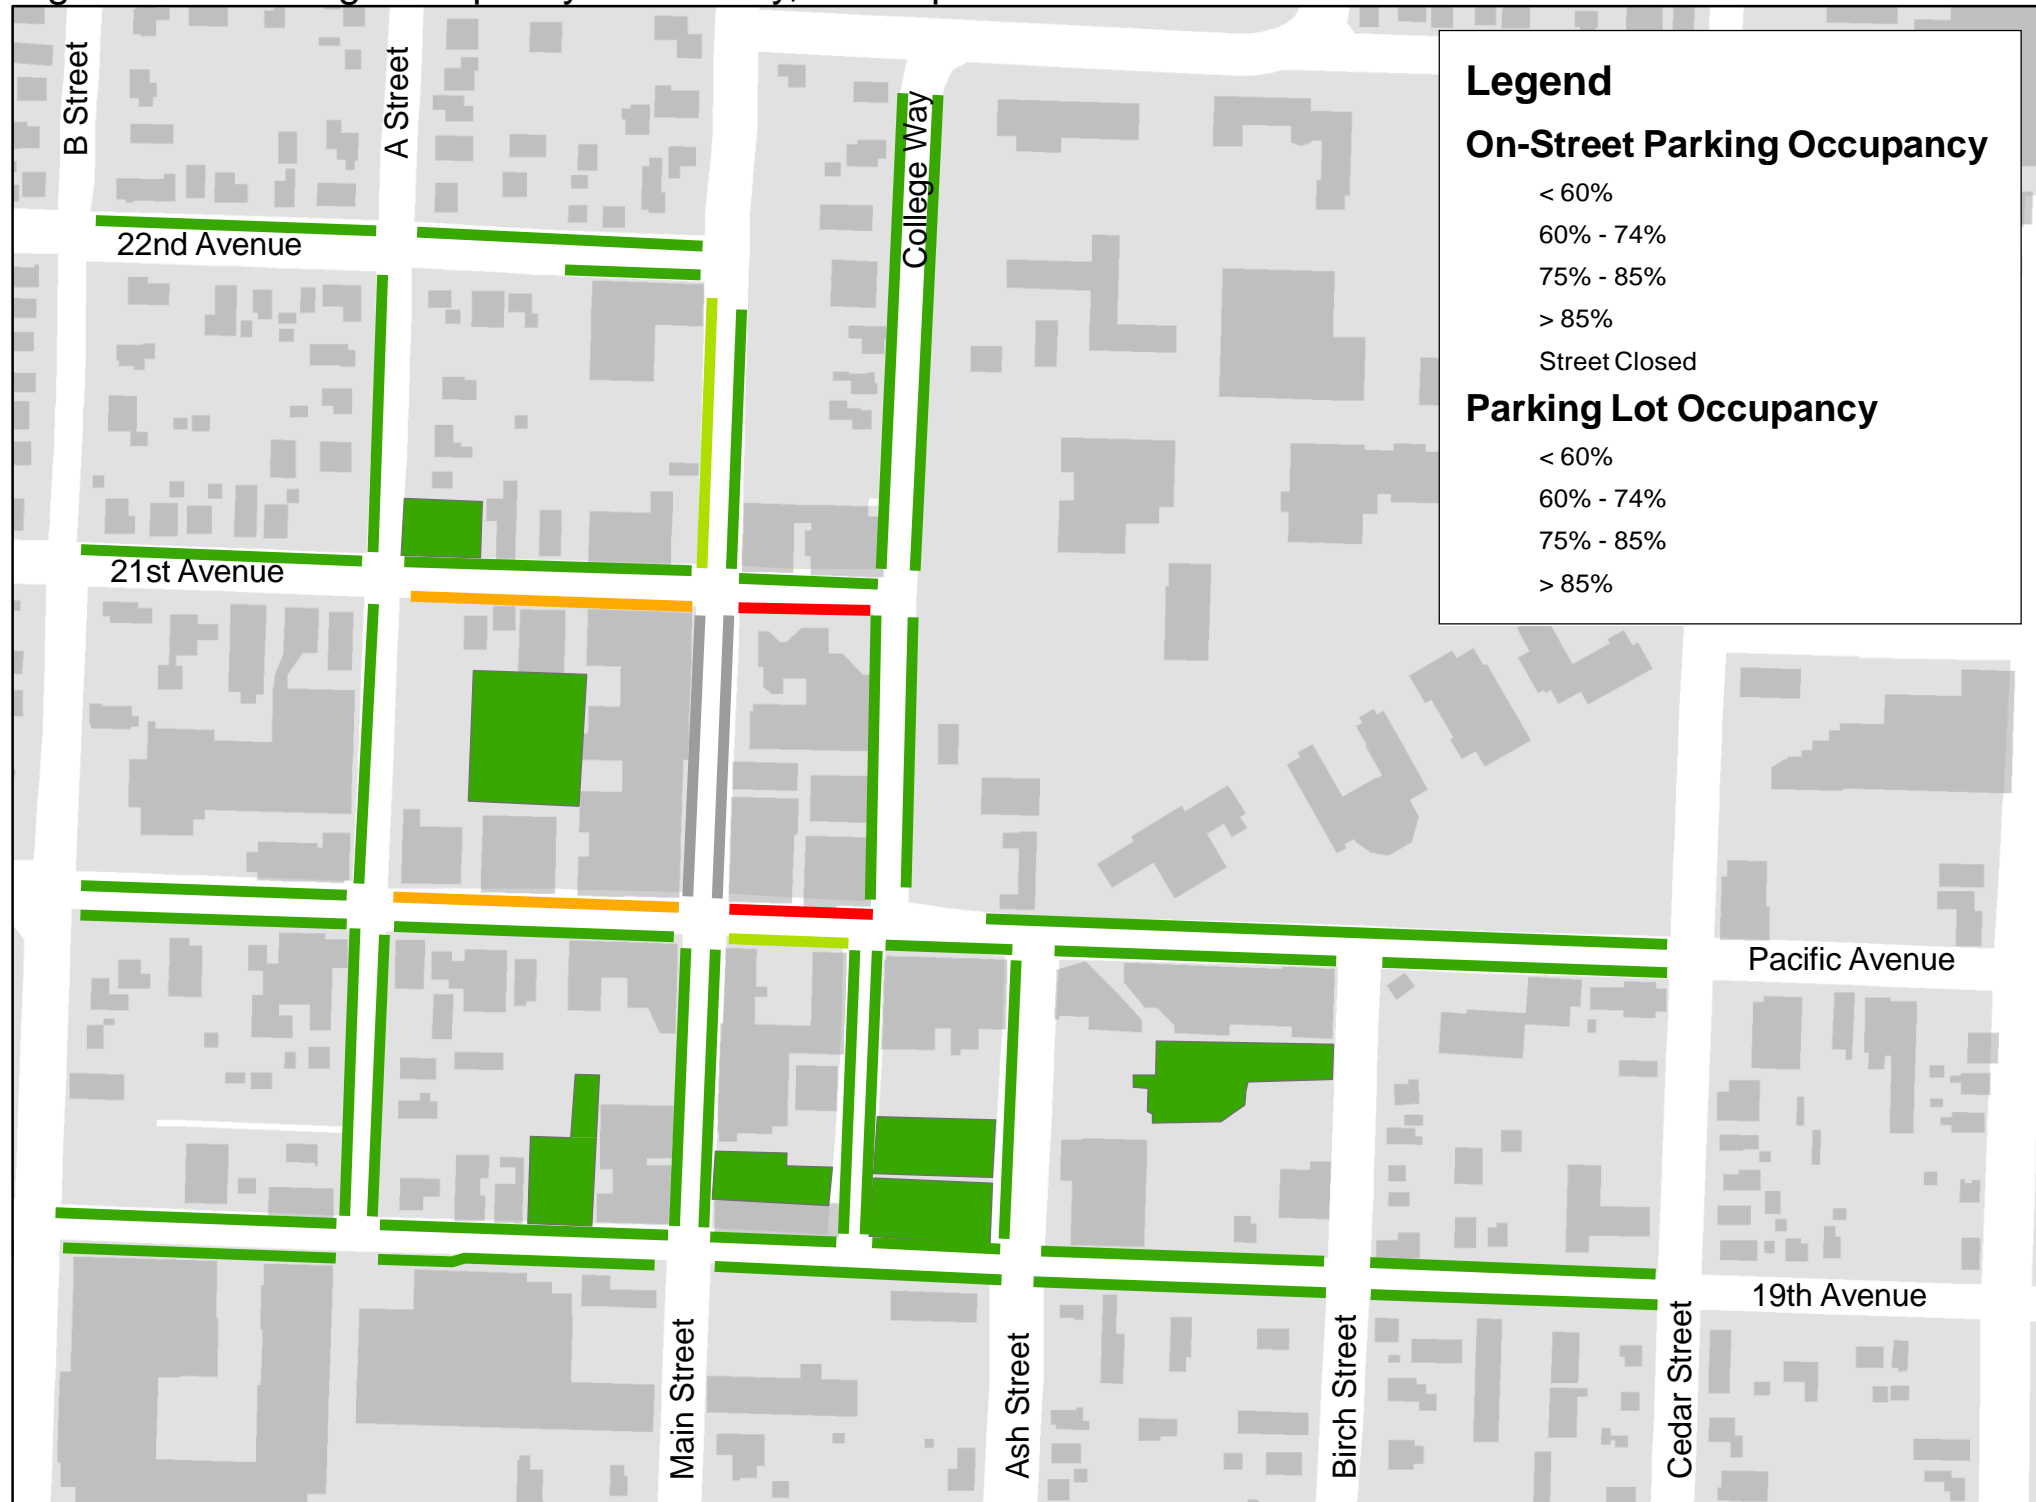 Legend
On-Street Parking Occupancy
< 60%
60% - 74%
75% - 85%
> 85%
Street Closed
Parking Lot Occupancy
< 60%
60% - 74%
75% - 85%
> 85%
B Street
A Street
College Way
22nd Avenue
21st Avenue
Pacific Avenue
19th Avenue
Main Street
Ash Street
Birch Street
Cedar Street